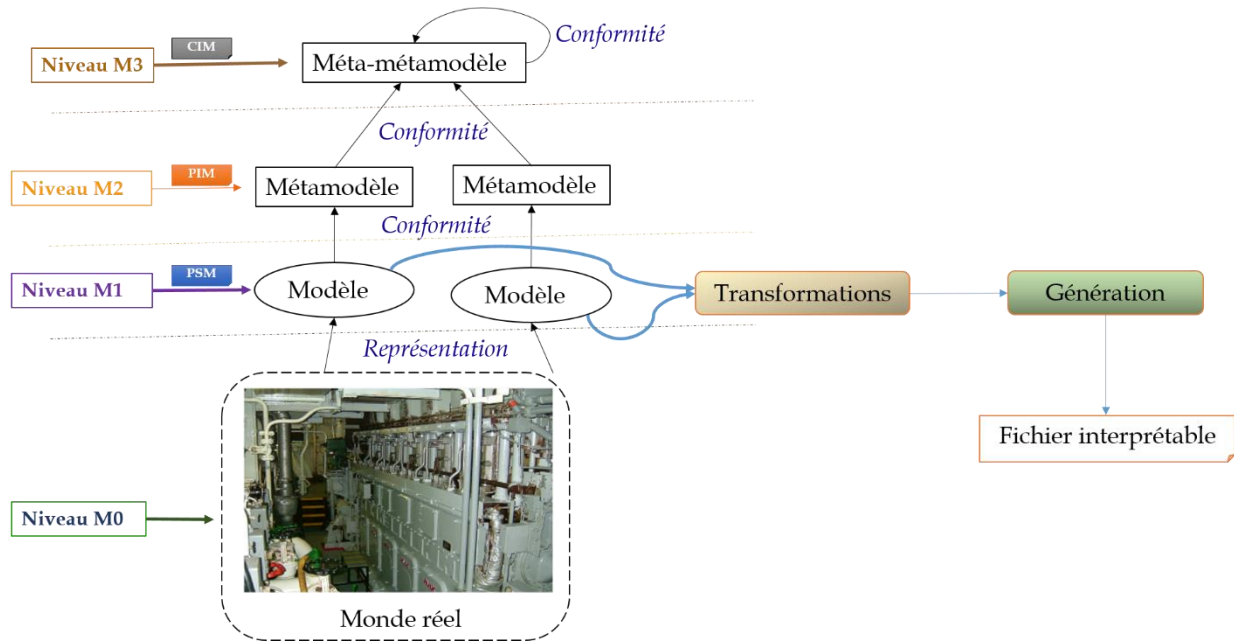 Conformité
CIM
Niveau M3
Méta-métamodèle
Conformité
PIM
Niveau M2
Métamodèle
Métamodèle
Conformité
PSM
Niveau M1
Modèle
Modèle
Transformations
Génération
Représentation
Fichier interprétable
Niveau M0
Monde réel